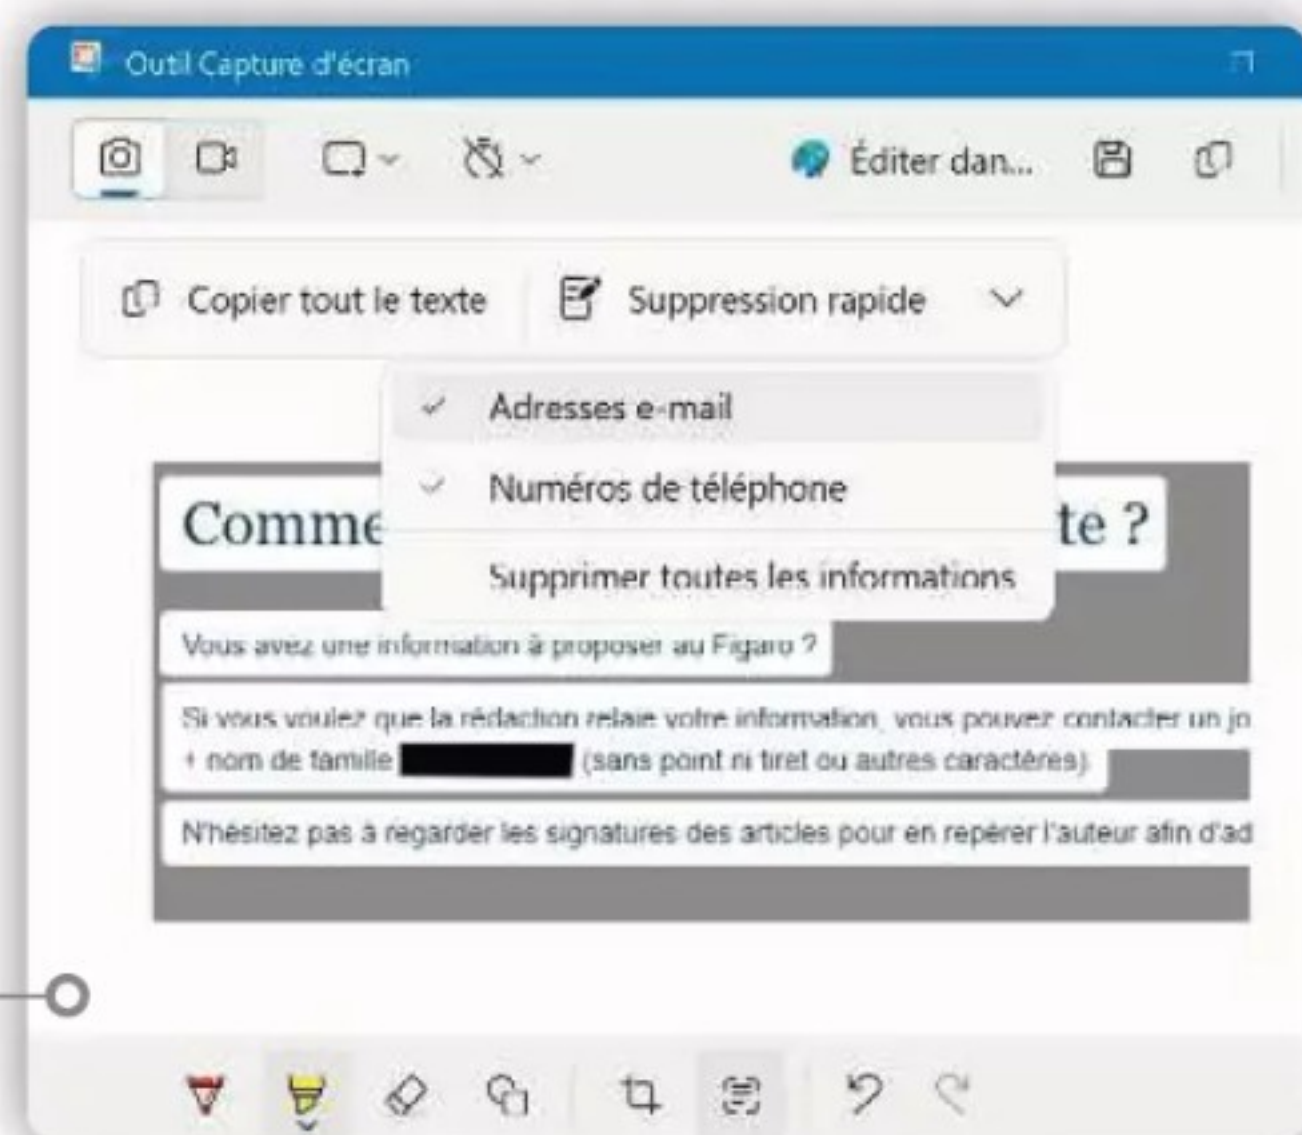 Outil Capture d'écran
Éditer dan...
Copier tout le texte
Suppression rapide
Adresses e-mail
Numéros de téléphone
Supprimer toutes les informations
Comme
te ?
Vous avez une information à proposer au Figaro ?
Si vous voulez que la rédaction relaie votre information, vous pouvez contacter un jo
+ nom de famille
(sans point ni tiret ou autres caractères)
N'hésitez pas à regarder les signatures des articles pour en repérer l'auteur afin d'ad